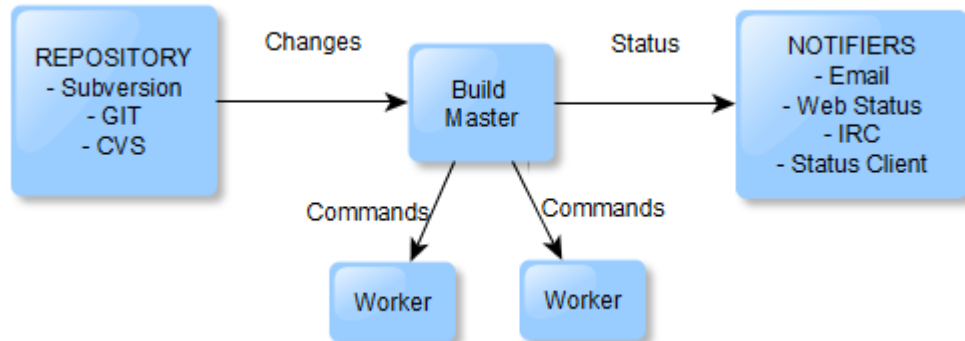 REPOSITORY
- Subversion
- GIT
- CVS
Changes
Build
Master
Status
NOTIFIERS
- Email
- Web Status
- IRC
- Status Client
Commands
Commands
Worker
Worker